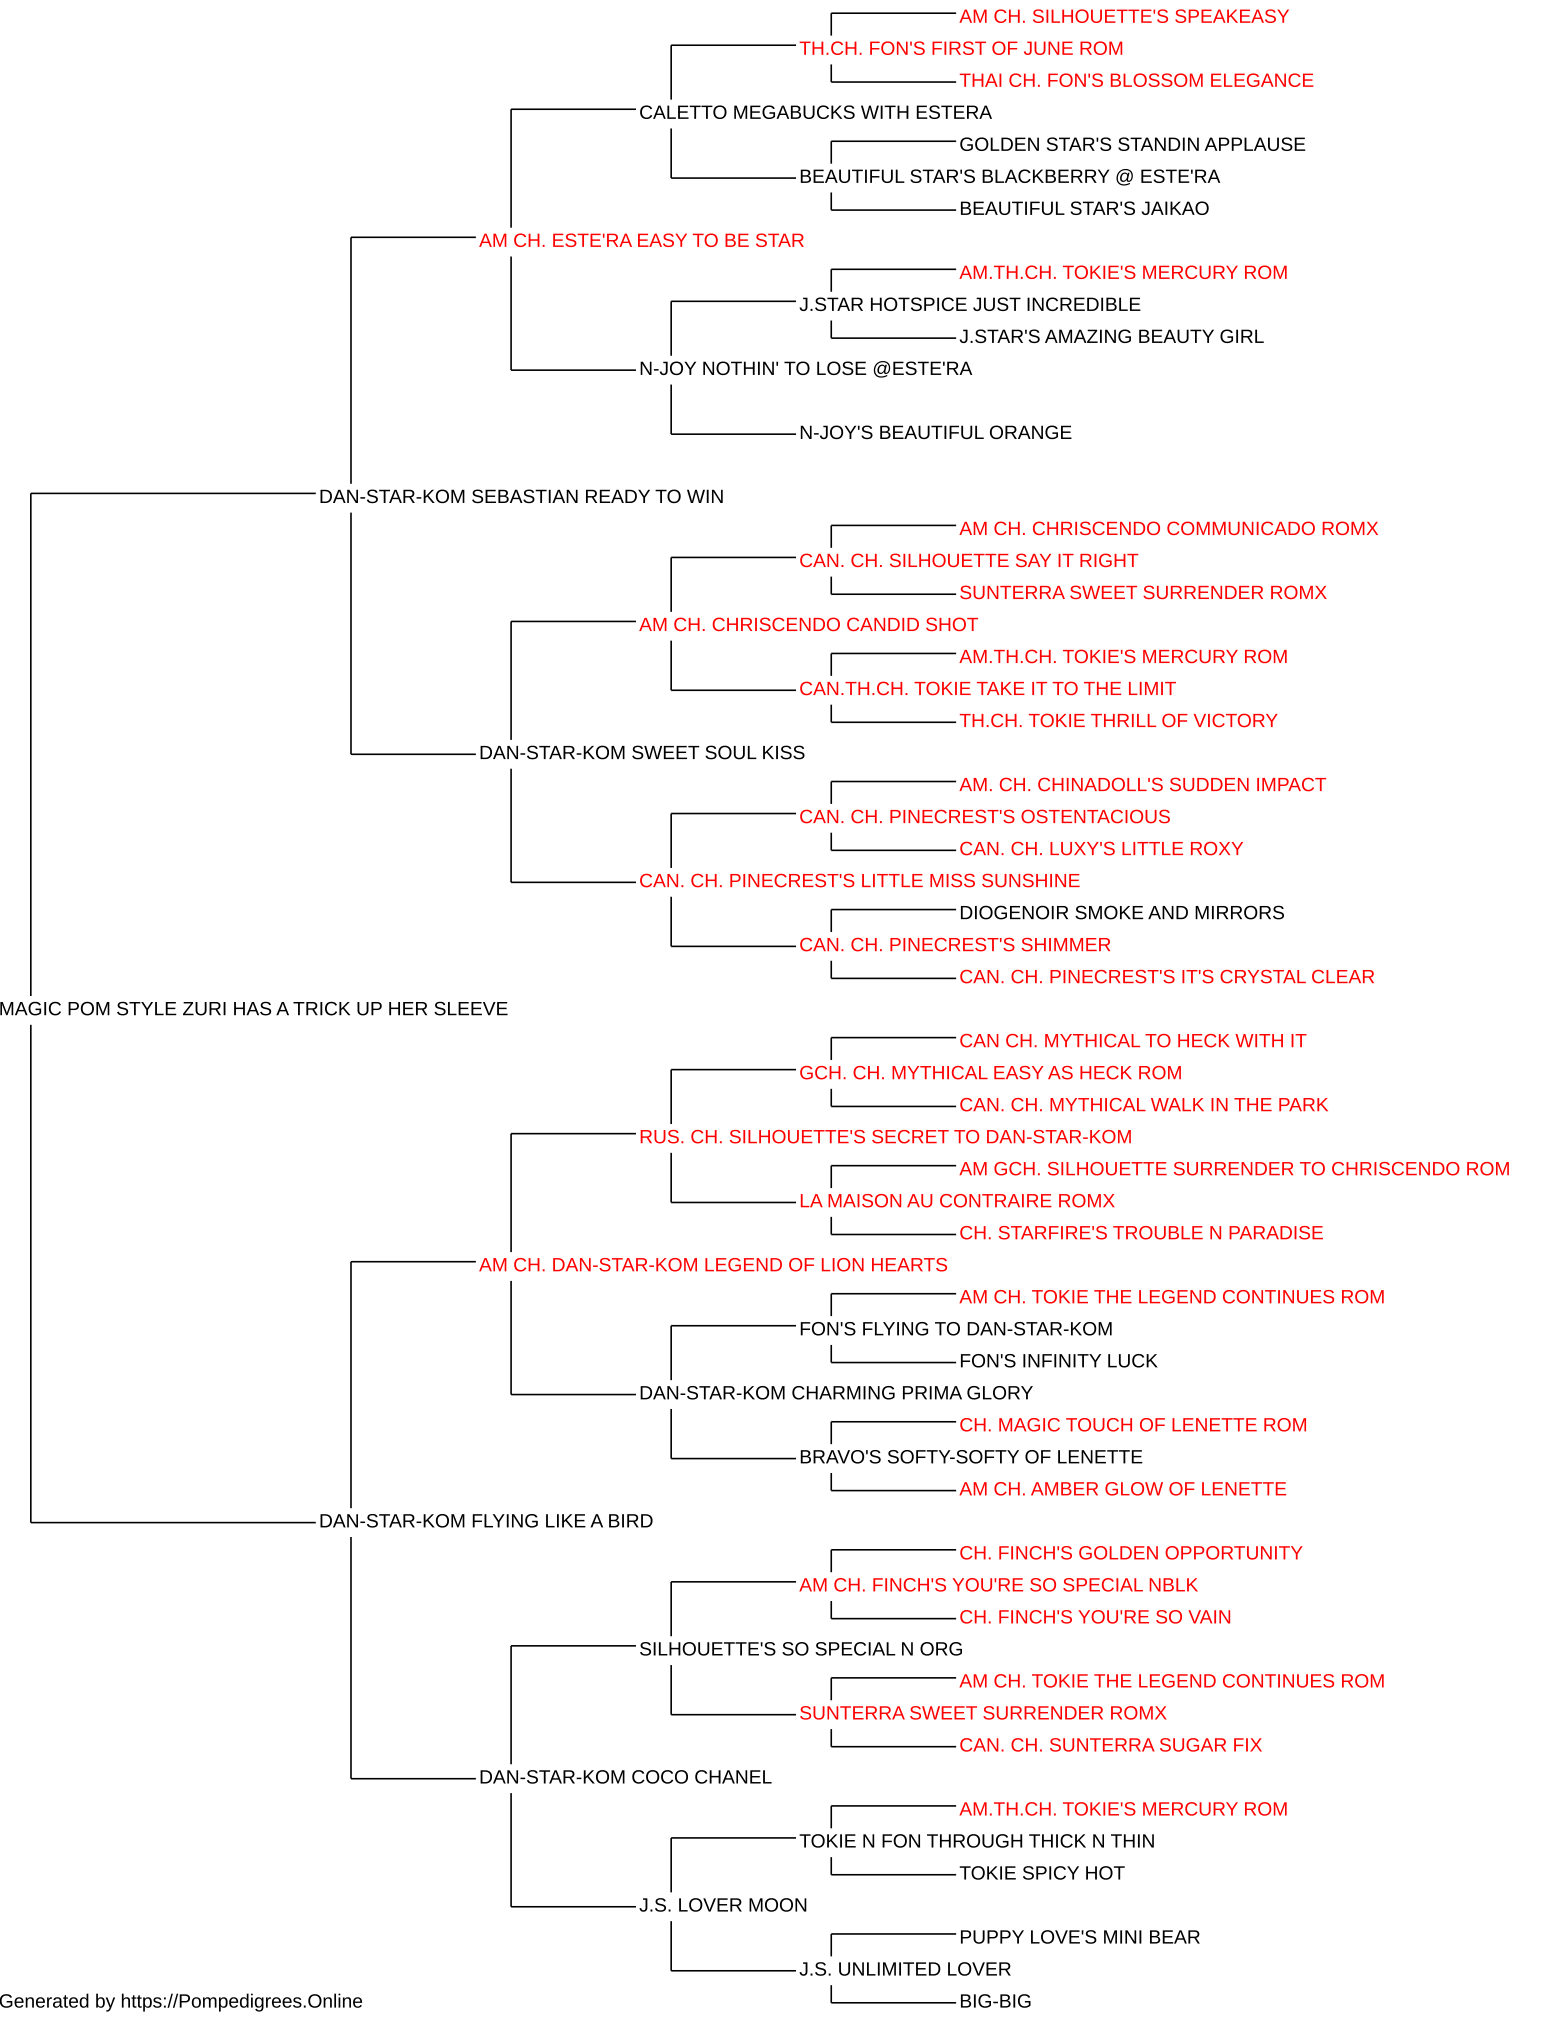 AM CH. SILHOUETTE'S SPEAKEASY
TH.CH. FON'S FIRST OF JUNE ROM
THAI CH. FON'S BLOSSOM ELEGANCE
CALETTO MEGABUCKS WITH ESTERA
GOLDEN STAR'S STANDIN APPLAUSE
BEAUTIFUL STAR'S BLACKBERRY @ ESTE'RA
BEAUTIFUL STAR'S JAIKAO
AM CH. ESTE'RA EASY TO BE STAR
AM.TH.CH. TOKIE'S MERCURY ROM
J.STAR HOTSPICE JUST INCREDIBLE
J.STAR'S AMAZING BEAUTY GIRL
N-JOY NOTHIN' TO LOSE @ESTE'RA
N-JOY'S BEAUTIFUL ORANGE
DAN-STAR-KOM SEBASTIAN READY TO WIN
AM CH. CHRISCENDO COMMUNICADO ROMX
CAN. CH. SILHOUETTE SAY IT RIGHT
SUNTERRA SWEET SURRENDER ROMX
AM CH. CHRISCENDO CANDID SHOT
AM.TH.CH. TOKIE'S MERCURY ROM
CAN.TH.CH. TOKIE TAKE IT TO THE LIMIT
TH.CH. TOKIE THRILL OF VICTORY
DAN-STAR-KOM SWEET SOUL KISS
AM. CH. CHINADOLL'S SUDDEN IMPACT
CAN. CH. PINECREST'S OSTENTACIOUS
CAN. CH. LUXY'S LITTLE ROXY
CAN. CH. PINECREST'S LITTLE MISS SUNSHINE
DIOGENOIR SMOKE AND MIRRORS
CAN. CH. PINECREST'S SHIMMER
CAN. CH. PINECREST'S IT'S CRYSTAL CLEAR
MAGIC POM STYLE ZURI HAS A TRICK UP HER SLEEVE
CAN CH. MYTHICAL TO HECK WITH IT
GCH. CH. MYTHICAL EASY AS HECK ROM
CAN. CH. MYTHICAL WALK IN THE PARK
RUS. CH. SILHOUETTE'S SECRET TO DAN-STAR-KOM
AM GCH. SILHOUETTE SURRENDER TO CHRISCENDO ROM
LA MAISON AU CONTRAIRE ROMX
CH. STARFIRE'S TROUBLE N PARADISE
AM CH. DAN-STAR-KOM LEGEND OF LION HEARTS
AM CH. TOKIE THE LEGEND CONTINUES ROM
FON'S FLYING TO DAN-STAR-KOM
FON'S INFINITY LUCK
DAN-STAR-KOM CHARMING PRIMA GLORY
CH. MAGIC TOUCH OF LENETTE ROM
BRAVO'S SOFTY-SOFTY OF LENETTE
AM CH. AMBER GLOW OF LENETTE
DAN-STAR-KOM FLYING LIKE A BIRD
CH. FINCH'S GOLDEN OPPORTUNITY
AM CH. FINCH'S YOU'RE SO SPECIAL NBLK
CH. FINCH'S YOU'RE SO VAIN
SILHOUETTE'S SO SPECIAL N ORG
AM CH. TOKIE THE LEGEND CONTINUES ROM
SUNTERRA SWEET SURRENDER ROMX
CAN. CH. SUNTERRA SUGAR FIX
DAN-STAR-KOM COCO CHANEL
AM.TH.CH. TOKIE'S MERCURY ROM
TOKIE N FON THROUGH THICK N THIN
TOKIE SPICY HOT
J.S. LOVER MOON
PUPPY LOVE'S MINI BEAR
J.S. UNLIMITED LOVER
BIG-BIG
Generated by https://Pompedigrees.Online